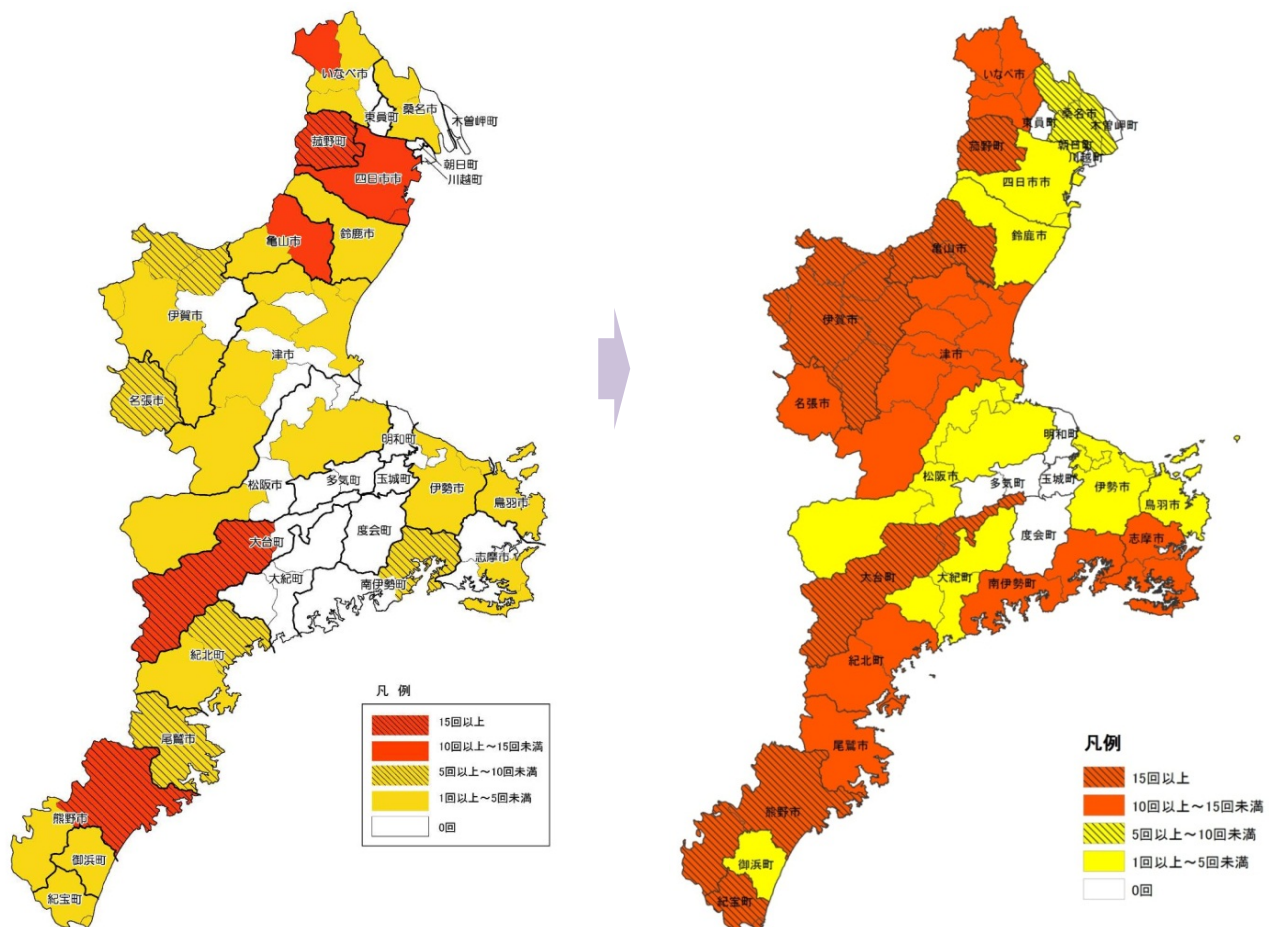 いなべ市
東員町
桑名市
木曽岬町
菰野町
朝日町
川越町
四日市市
亀山市
鈴鹿市
伊賀市
津市
名張市
明和町
松阪市
多気町
玉城町
伊勢市
鳥羽市
大台町
度会町
志摩市
大紀町
南伊勢町
紀北町
尾鷲市
熊野市
御浜町
紀宝町
凡 例
15回以上
10回以上～15回未満
5回以上～10回未満
1回以上～5回未満
0回
いなべ市
桑名市
東員町
木曽岬町
菰野町
朝日町
川越町
四日市市
鈴鹿市
亀山市
伊賀市
津市
名張市
明和町
松阪市
多気町
玉城町
伊勢市
鳥羽市
度会町
志摩市
大台町
大紀町
南伊勢町
紀北町
尾鷲市
熊野市
御浜町
紀宝町
凡例
15回以上
10回以上～15回未満
5回以上～10回未満
1回以上～5回未満
0回